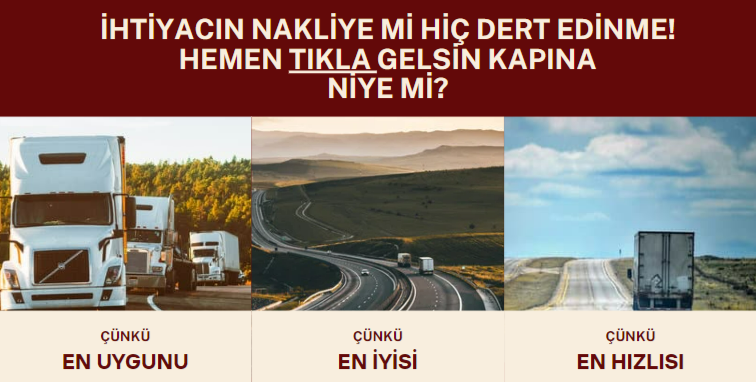 İHTİYACIN NAKLİYE Mİ HİÇ DERT EDİNME!
HEMEN TIKLA GELSİN KAPINA
NİYE Mİ?
ÇÜNKÜ
EN UYGUNU
ÇÜNKÜ
EN İYİSİ
ÇÜNKÜ
EN HIZLISI